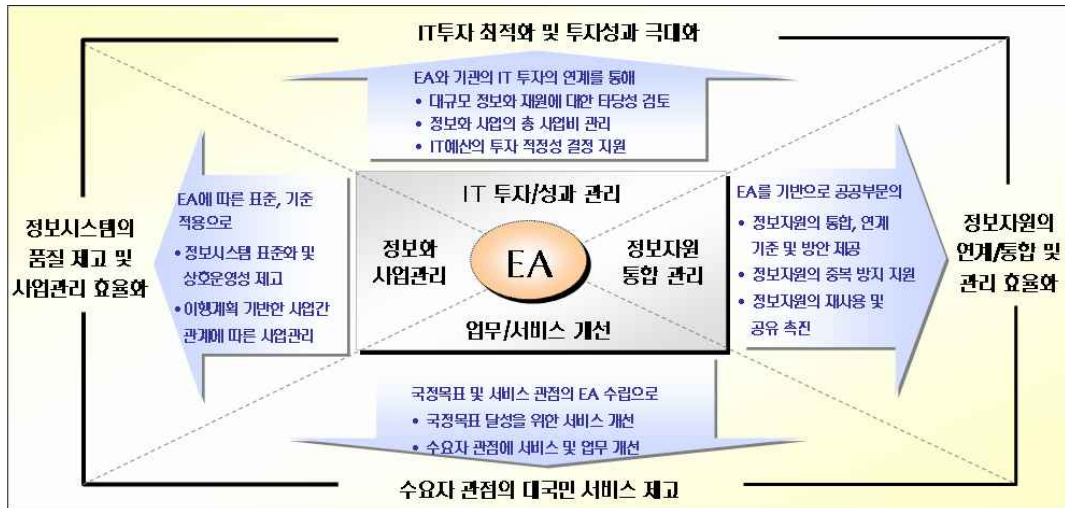 IT투자 최적화 및 투자성과 극대화
EA와 기관의 IT 투자의 연계를 통해
• 대규모 정보화 재원에 대한 타당성 검토
• 정보화 사업의 총 사업비 관리
• IT예산의 투자 적정성 결정 지원
정보시스템의
품질 제고 및
사업관리 효율화
EA에 따른 표준, 기준
적용으로
• 정보시스템 표준화 및
상호운영성 제고
• 이행계획 기반한 사업간
관계에 따른 사업관리
IT 투자/성과 관리
정보화
사업관리
EA
정보자원
통합 관리
업무/서비스 개선
EA를 기반으로 공공부문의
• 정보자원의 통합, 연계
기준 및 방안 제공
• 정보자원의 중복 방지 지원
• 정보자원의 재사용 및
공유 촉진
정보자원의
연계/통합 및
관리 효율화
국정목표 및 서비스 관점의 EA 수립으로
• 국정목표 달성을 위한 서비스 개선
• 수요자 관점에 서비스 및 업무 개선
수요자 관점의 대국민 서비스 제고